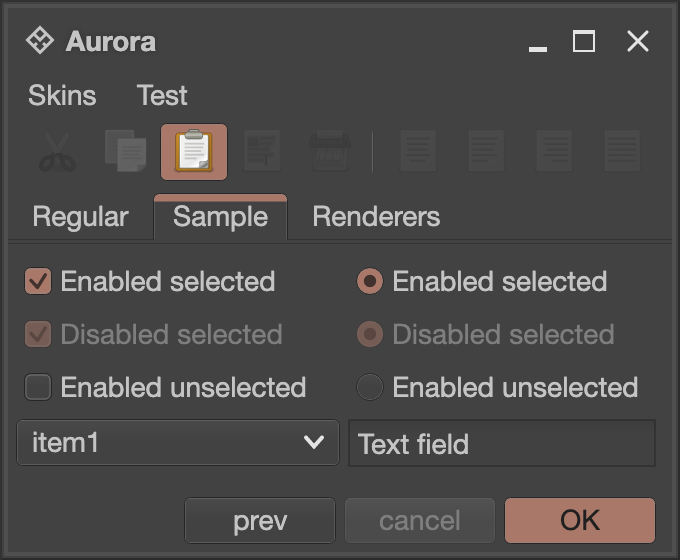 Aurora
Skins Test
Regular Sample Renderers
Enabled selected Enabled selected
Disabled selected Disabled selected
Enabled unselected Enabled unselected
item1 Text field
prev cancel OK